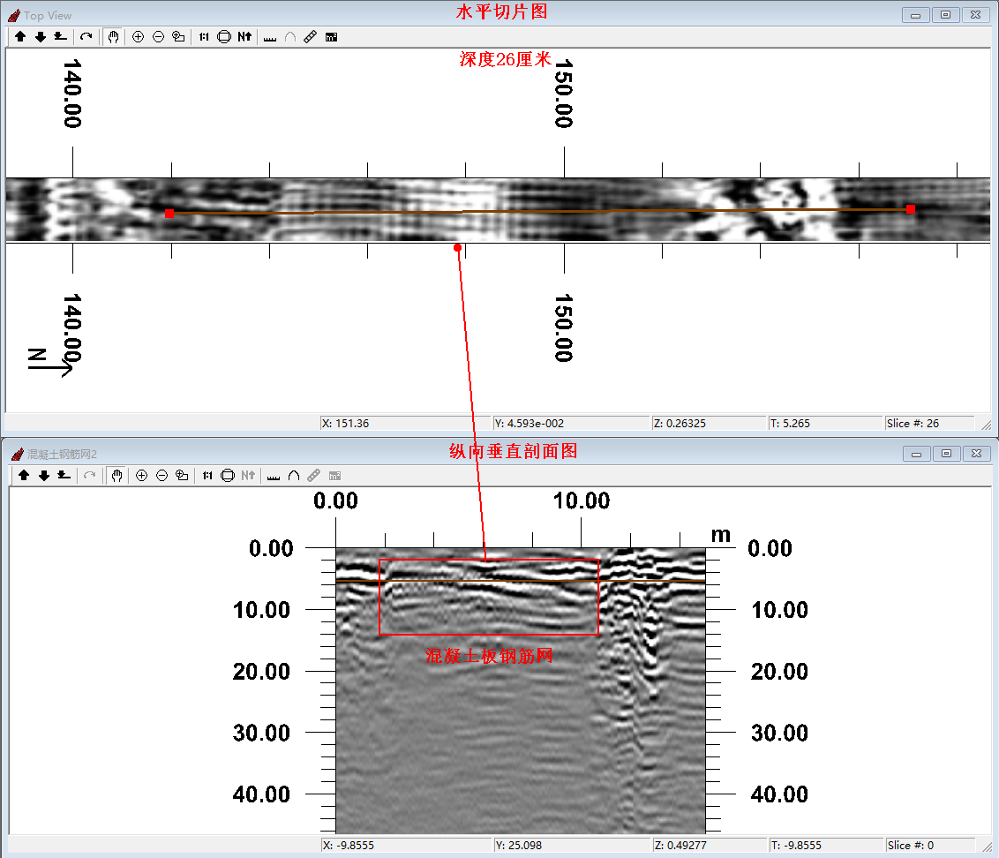 Top View
水平切片图
1:1
N
深度26厘米
140.00
150.00
140.00
150.00
N
X: 151.36
Y: 4.593e-002
Z: 0.26325
T: 5.265
Slice #: 26
混凝土钢筋网2
纵向垂直剖面图
1:1
N
0.00
10.00
m
0.00
0.00
10.00
10.00
混凝土板钢筋网
20.00
20.00
30.00
30.00
40.00
40.00
X: -9.8555
Y: 25.098
Z: 0.49277
T: -9.8555
Slice #: 0